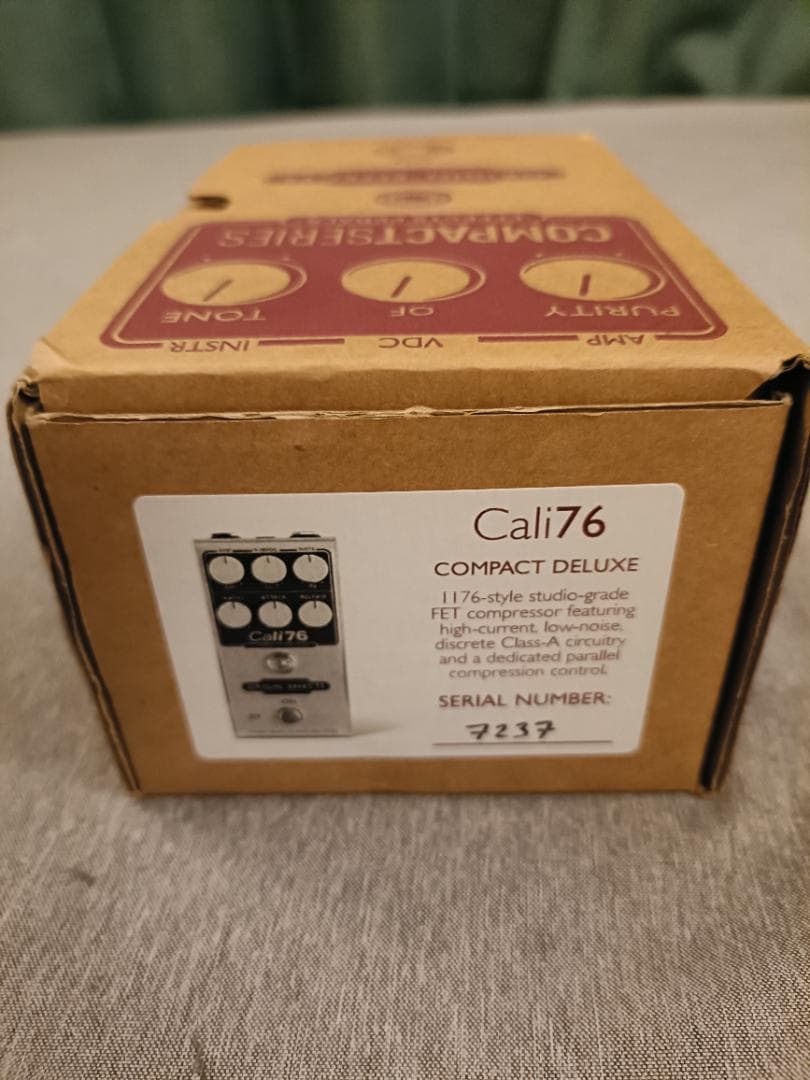 COMPACTSERIES
TONE OF PURITY
INSTR VDC AMP
Cali76
COMPACT DELUXE
1176-style studio-grade
FET compressor featuring
high-current, low-noise,
discrete Class-A circuitry
and a dedicated parallel
compression control.
SERIAL NUMBER:
7237
Cali76